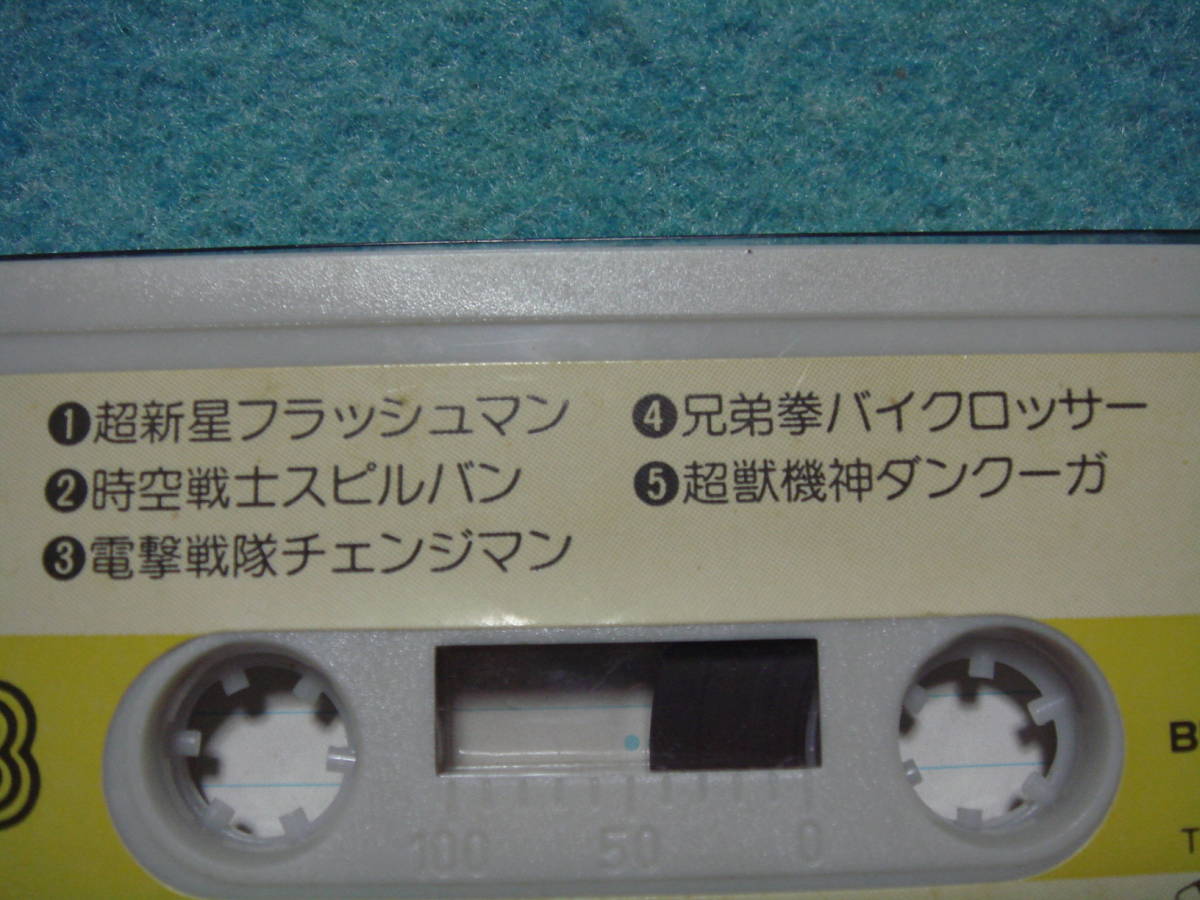 ❶超新星フラッシュマン
❷時空戦士スピルバン
❸電撃戦隊チェンジマン
❹兄弟拳バイクロッサー
❺超獣機神ダンクーガ
B
T
100 50 0